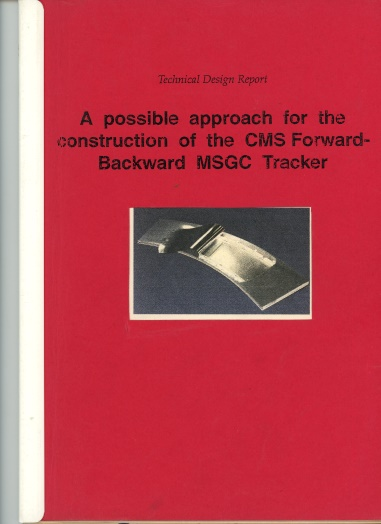 Technical Design Report
A possible approach for the
construction of the CMS Forward-
Backward MSGC Tracker